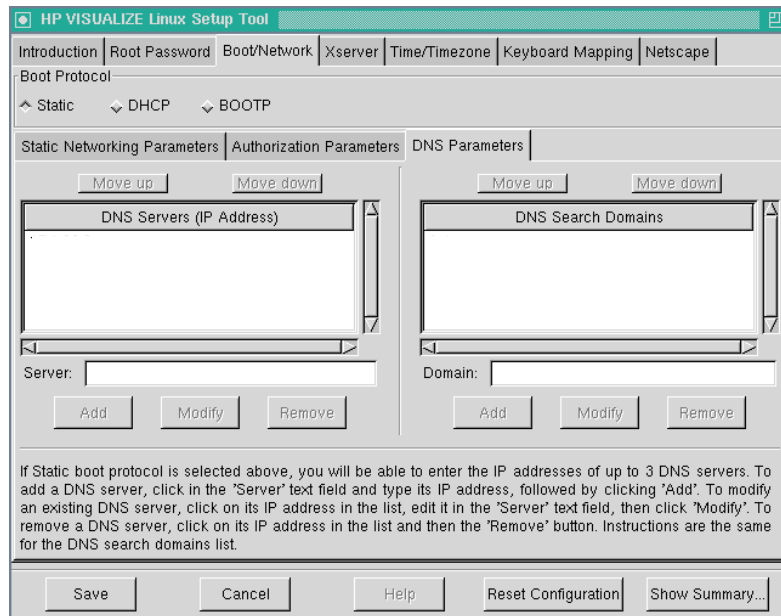 HP VISUALIZE Linux Setup Tool
Introduction Root Password Boot/Network Xserver Time/Timezone Keyboard Mapping Netscape
Boot Protocol
Static DHCP BOOTP
Static Networking Parameters Authorization Parameters DNS Parameters
Move up Move down Move up Move down
DNS Servers (IP Address) DNS Search Domains
Server: Domain:
Add Modify Remove Add Modify Remove
If Static boot protocol is selected above, you will be able to enter the IP addresses of up to 3 DNS servers. To
add a DNS server, click in the 'Server' text field and type its IP address, followed by clicking 'Add'. To modify
an existing DNS server, click on its IP address in the list, edit it in the 'Server' text field, then click 'Modify'. To
remove a DNS server, click on its IP address in the list and then the 'Remove' button. Instructions are the same
for the DNS search domains list.
Save Cancel Help Reset Configuration Show Summary...